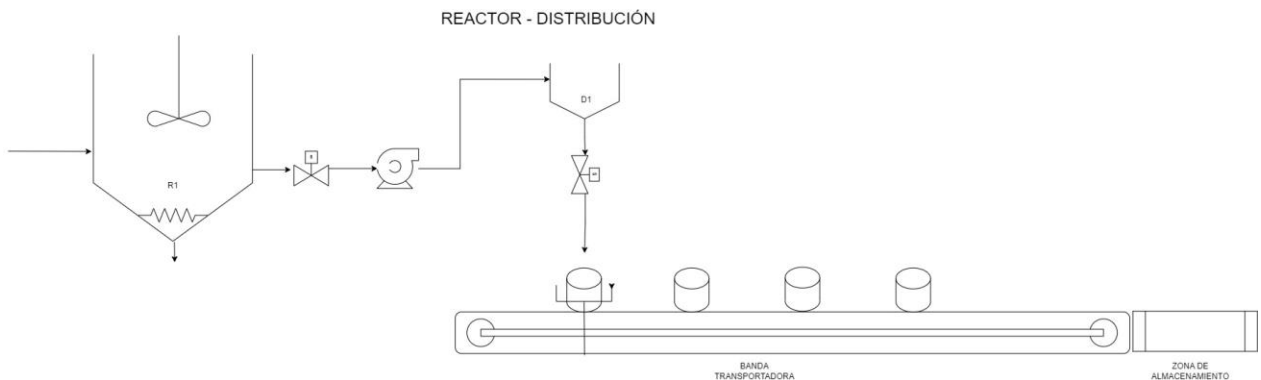 REACTOR - DISTRIBUCIÓN
D1
R1
BANDA
TRANSPORTADORA
ZONA DE
ALMACENAMIENTO